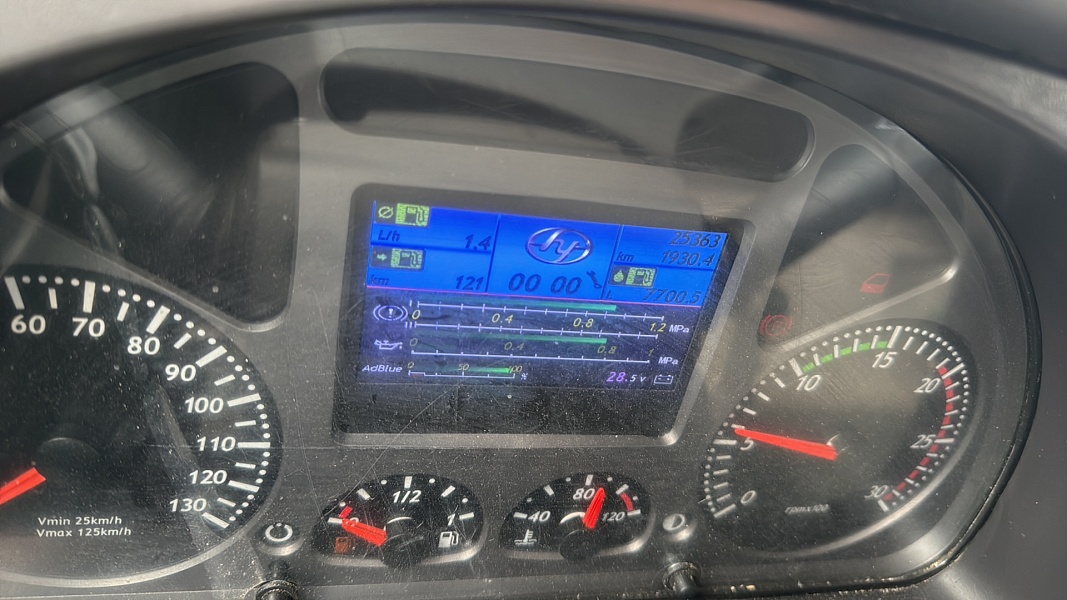 60
70
80
90
100
110
120
130
Vmin 25km/h
Vmax 125km/h
L/h 1.4
km 121
00 00
25363
km 1930.4
L 7700.5
0 0.4 0.8 1.2 MPa
0 0.4 0.8 1 MPa
AdBlue 0 50 100 %
28.5 V
0 1/2 1
40 80 120
0
5
10
15
20
25
30
rpmx100